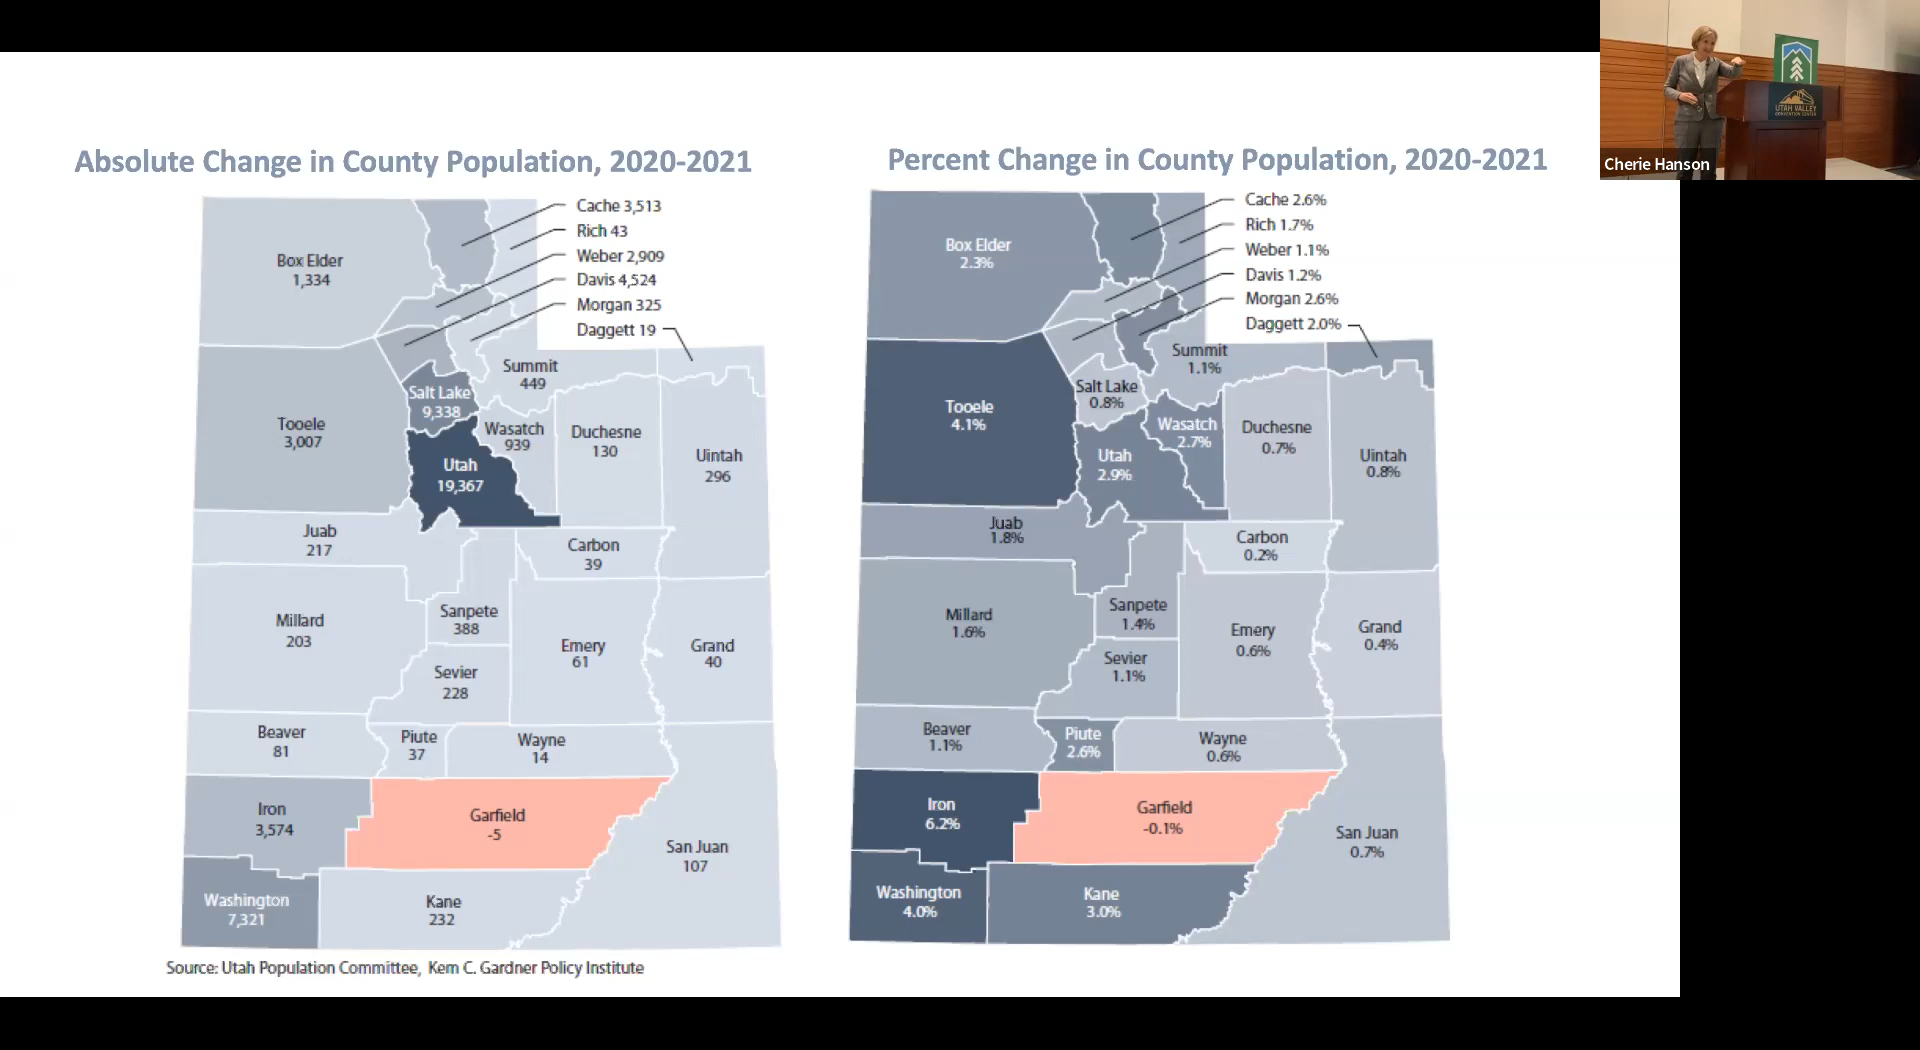 Absolute Change in County Population, 2020-2021
Cache 3,513
Rich 43
Weber 2,909
Davis 4,524
Morgan 325
Daggett 19
Box Elder
1,334
Summit
449
Salt Lake
9,338
Tooele
3,007
Wasatch
939
Duchesne
130
Uintah
296
Utah
19,367
Juab
217
Carbon
39
Millard
203
Sanpete
388
Emery
61
Grand
40
Sevier
228
Beaver
81
Piute
37
Wayne
14
Iron
3,574
Garfield
-5
San Juan
107
Washington
7,321
Kane
232
Source: Utah Population Committee, Kem C. Gardner Policy Institute
Percent Change in County Population, 2020-2021
Cache 2.6%
Rich 1.7%
Weber 1.1%
Davis 1.2%
Morgan 2.6%
Daggett 2.0%
Box Elder
2.3%
Summit
1.1%
Salt Lake
0.8%
Tooele
4.1%
Wasatch
2.7%
Duchesne
0.7%
Uintah
0.8%
Utah
2.9%
Juab
1.8%
Carbon
0.2%
Millard
1.6%
Sanpete
1.4%
Emery
0.6%
Grand
0.4%
Sevier
1.1%
Beaver
1.1%
Piute
2.6%
Wayne
0.6%
Iron
6.2%
Garfield
-0.1%
San Juan
0.7%
Washington
4.0%
Kane
3.0%
UTAH VALLEY
CONVENTION CENTER
Cherie Hanson